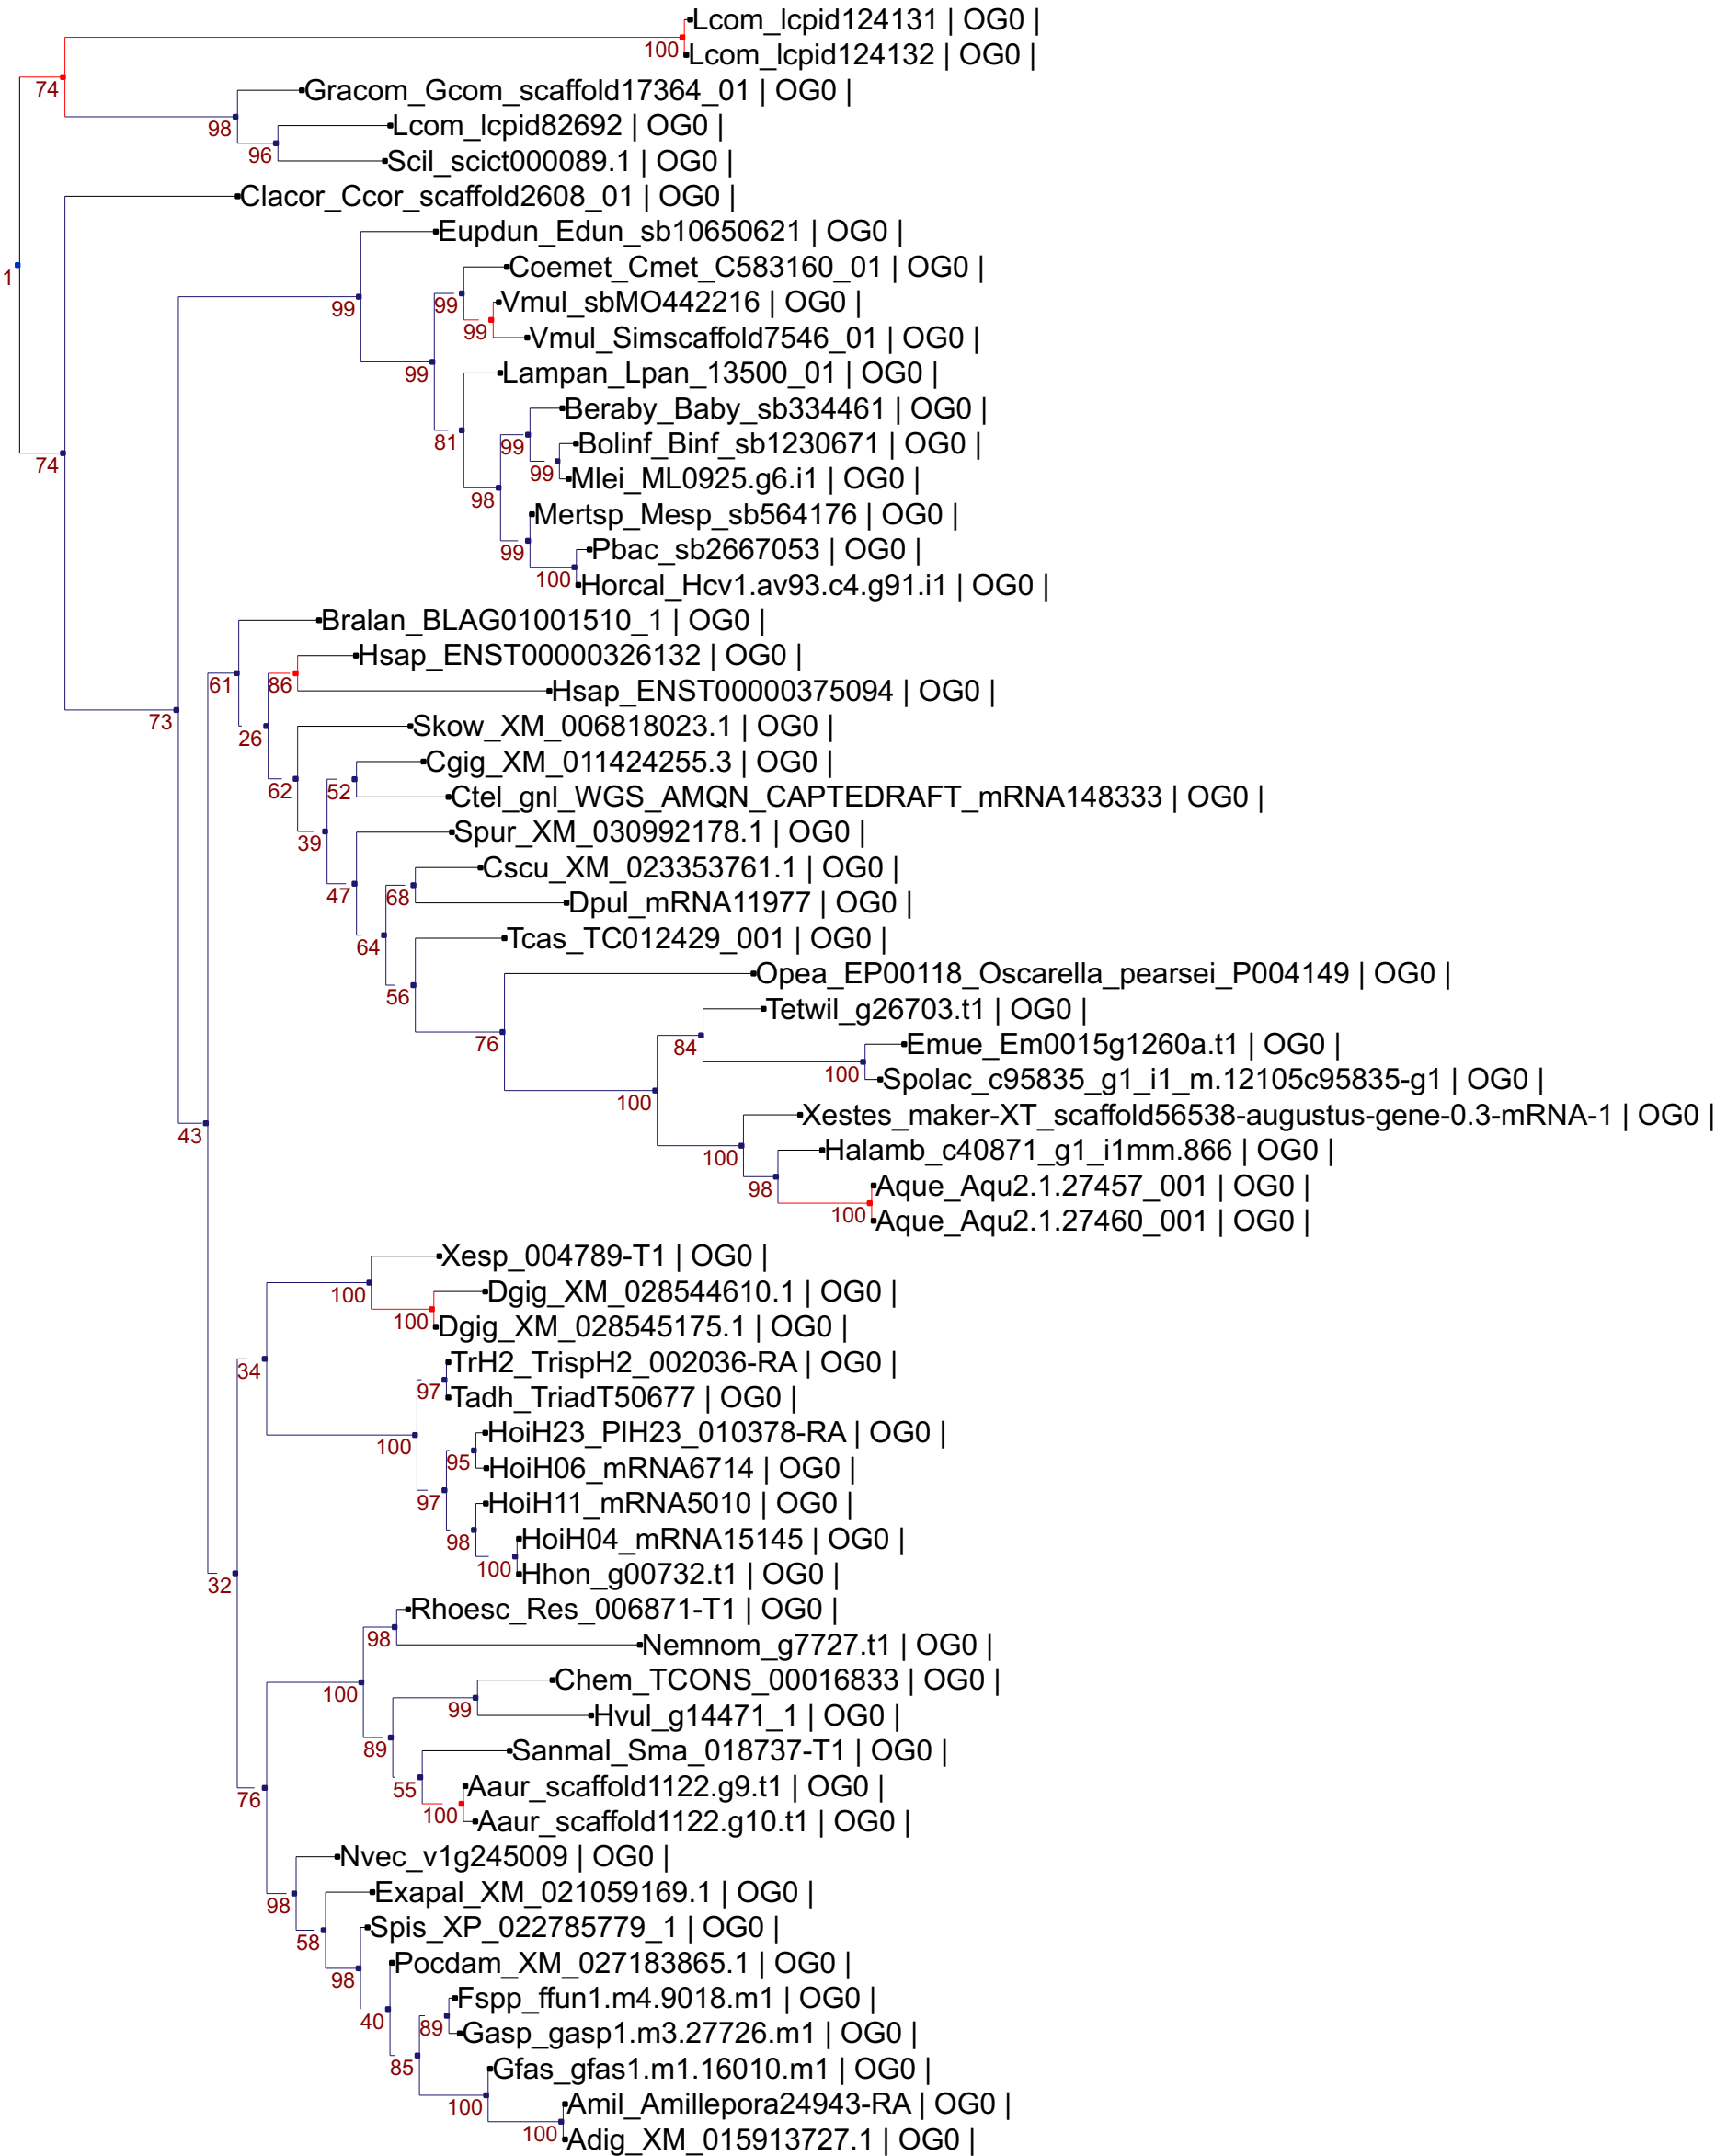 Lcom_lcpid124131 | OG0 |
100
Lcom_lcpid124132 | OG0 |
74
Gracom_Gcom_scaffold17364_01 | OG0 |
98
Lcom_lcpid82692 | OG0 |
96
Scil_scict000089.1 | OG0 |
Clacor_Ccor_scaffold2608_01 | OG0 |
Eupdun_Edun_sb10650621 | OG0 |
1
Coemet_Cmet_C583160_01 | OG0 |
99
99
Vmul_sbMO442216 | OG0 |
99
Vmul_Simscaffold7546_01 | OG0 |
99
Lampan_Lpan_13500_01 | OG0 |
Beraby_Baby_sb334461 | OG0 |
81
99
Bolinf_Binf_sb1230671 | OG0 |
74
99
Mlei_ML0925.g6.i1 | OG0 |
98
Mertsp_Mesp_sb564176 | OG0 |
99
Pbac_sb2667053 | OG0 |
100
Horcal_Hcv1.av93.c4.g91.i1 | OG0 |
Bralan_BLAG01001510_1 | OG0 |
Hsap_ENST00000326132 | OG0 |
61
86
Hsap_ENST00000375094 | OG0 |
73
26
Skow_XM_006818023.1 | OG0 |
Cgig_XM_011424255.3 | OG0 |
62
52
Ctel_gnl_WGS_AMQN_CAPTEDRAFT_mRNA148333 | OG0 |
39
Spur_XM_030992178.1 | OG0 |
Cscu_XM_023353761.1 | OG0 |
47
68
Dpul_mRNA11977 | OG0 |
64
Tcas_TC012429_001 | OG0 |
Opea_EP00118_Oscarella_pearsei_P004149 | OG0 |
56
Tetwil_g26703.t1 | OG0 |
76
84
Emue_Em0015g1260a.t1 | OG0 |
100
Spolac_c95835_g1_i1_m.12105c95835-g1 | OG0 |
100
Xestes_maker-XT_scaffold56538-augustus-gene-0.3-mRNA-1 | OG0 |
43
100
Halamb_c40871_g1_i1mm.866 | OG0 |
98
Aque_Aqu2.1.27457_001 | OG0 |
100
Aque_Aqu2.1.27460_001 | OG0 |
Xesp_004789-T1 | OG0 |
100
Dgig_XM_028544610.1 | OG0 |
100
Dgig_XM_028545175.1 | OG0 |
34
TrH2_TrispH2_002036-RA | OG0 |
97
Tadh_TriadT50677 | OG0 |
100
HoiH23_PlH23_010378-RA | OG0 |
95
HoiH06_mRNA6714 | OG0 |
97
HoiH11_mRNA5010 | OG0 |
98
HoiH04_mRNA15145 | OG0 |
100
Hhon_g00732.t1 | OG0 |
32
Rhoesc_Res_006871-T1 | OG0 |
98
Nemnom_g7727.t1 | OG0 |
100
Chem_TCONS_00016833 | OG0 |
99
Hvul_g14471_1 | OG0 |
89
Sanmal_Sma_018737-T1 | OG0 |
55
Aaur_scaffold1122.g9.t1 | OG0 |
76
100
Aaur_scaffold1122.g10.t1 | OG0 |
Nvec_v1g245009 | OG0 |
98
Exapal_XM_021059169.1 | OG0 |
58
Spis_XP_022785779_1 | OG0 |
98
Pocdam_XM_027183865.1 | OG0 |
Fspp_ffun1.m4.9018.m1 | OG0 |
40
89
Gasp_gasp1.m3.27726.m1 | OG0 |
85
Gfas_gfas1.m1.16010.m1 | OG0 |
100
Amil_Amillepora24943-RA | OG0 |
100
Adig_XM_015913727.1 | OG0 |